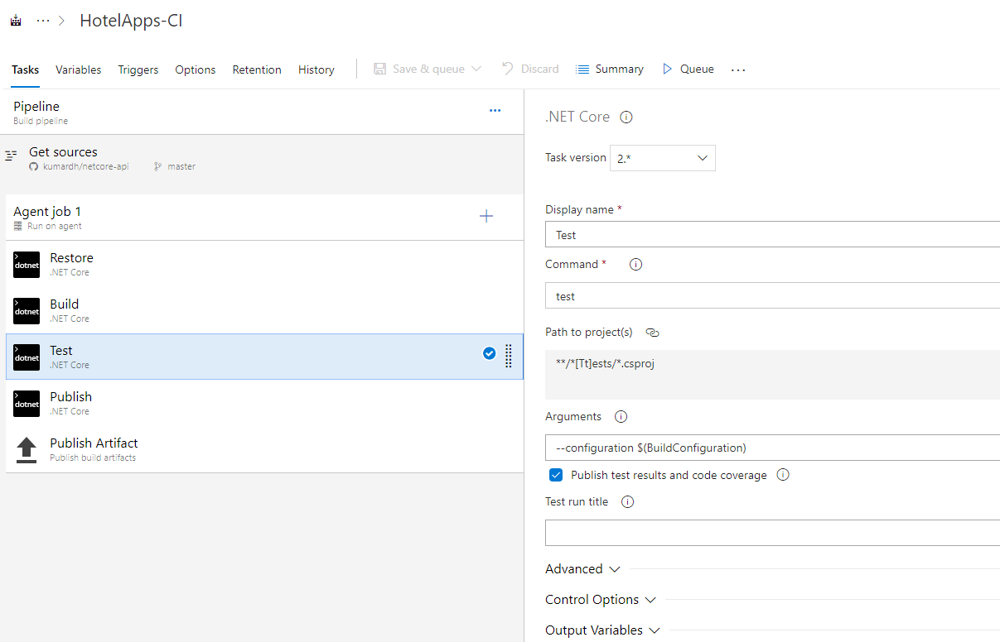 ... > HotelApps-CI
Tasks Variables Triggers Options Retention History Save & queue Discard Summary Queue ...
Pipeline
Build pipeline
...
Get sources
kumardh/netcore-api master
Agent job 1
Run on agent
dotnet
Restore
.NET Core
dotnet
Build
.NET Core
dotnet
Test
.NET Core
dotnet
Publish
.NET Core
Publish Artifact
Publish build artifacts
.NET Core
Task version 2.*
Display name *
Test
Command *
test
Path to project(s)
**/*[Tt]ests/*.csproj
Arguments
--configuration $(BuildConfiguration)
Publish test results and code coverage
Test run title
Advanced
Control Options
Output Variables